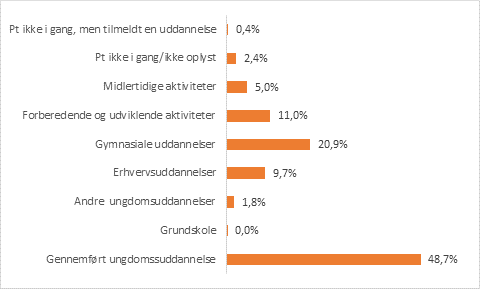 Pt ikke i gang, men tilmeldt en uddannelse 0,4%
Pt ikke i gang/ikke oplyst 2,4%
Midlertidige aktiviteter 5,0%
Forberedende og udviklende aktiviteter 11,0%
Gymnasiale uddannelser 20,9%
Erhvervsuddannelser 9,7%
Andre ungdomsuddannelser 1,8%
Grundskole 0,0%
Gennemført ungdomssuddannelse 48,7%